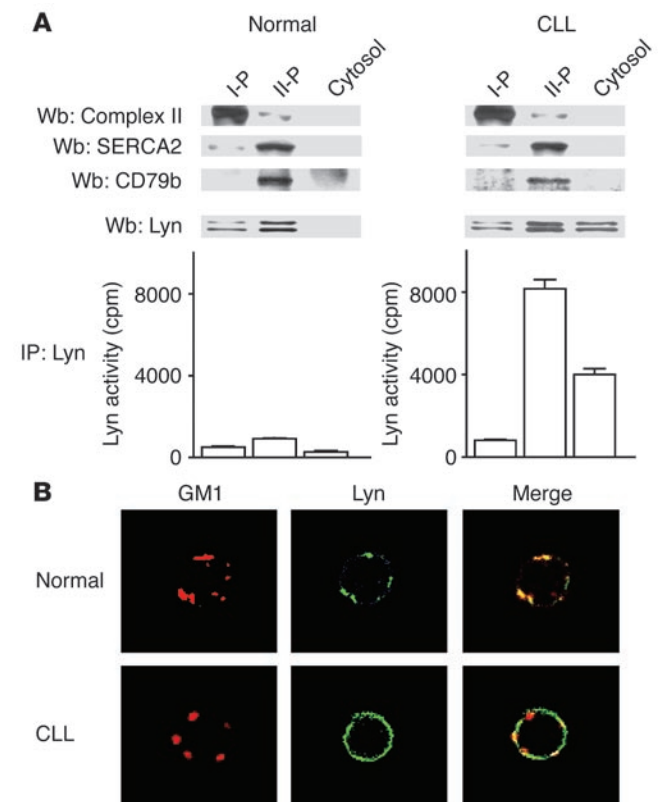 A
Normal CLL
I-P II-P Cytosol I-P II-P Cytosol
Wb: Complex II
Wb: SERCA2
Wb: CD79b
Wb: Lyn
IP: Lyn
Lyn activity (cpm)
8000
4000
0
Lyn activity (cpm)
8000
4000
0
B
GM1 Lyn Merge
Normal
CLL